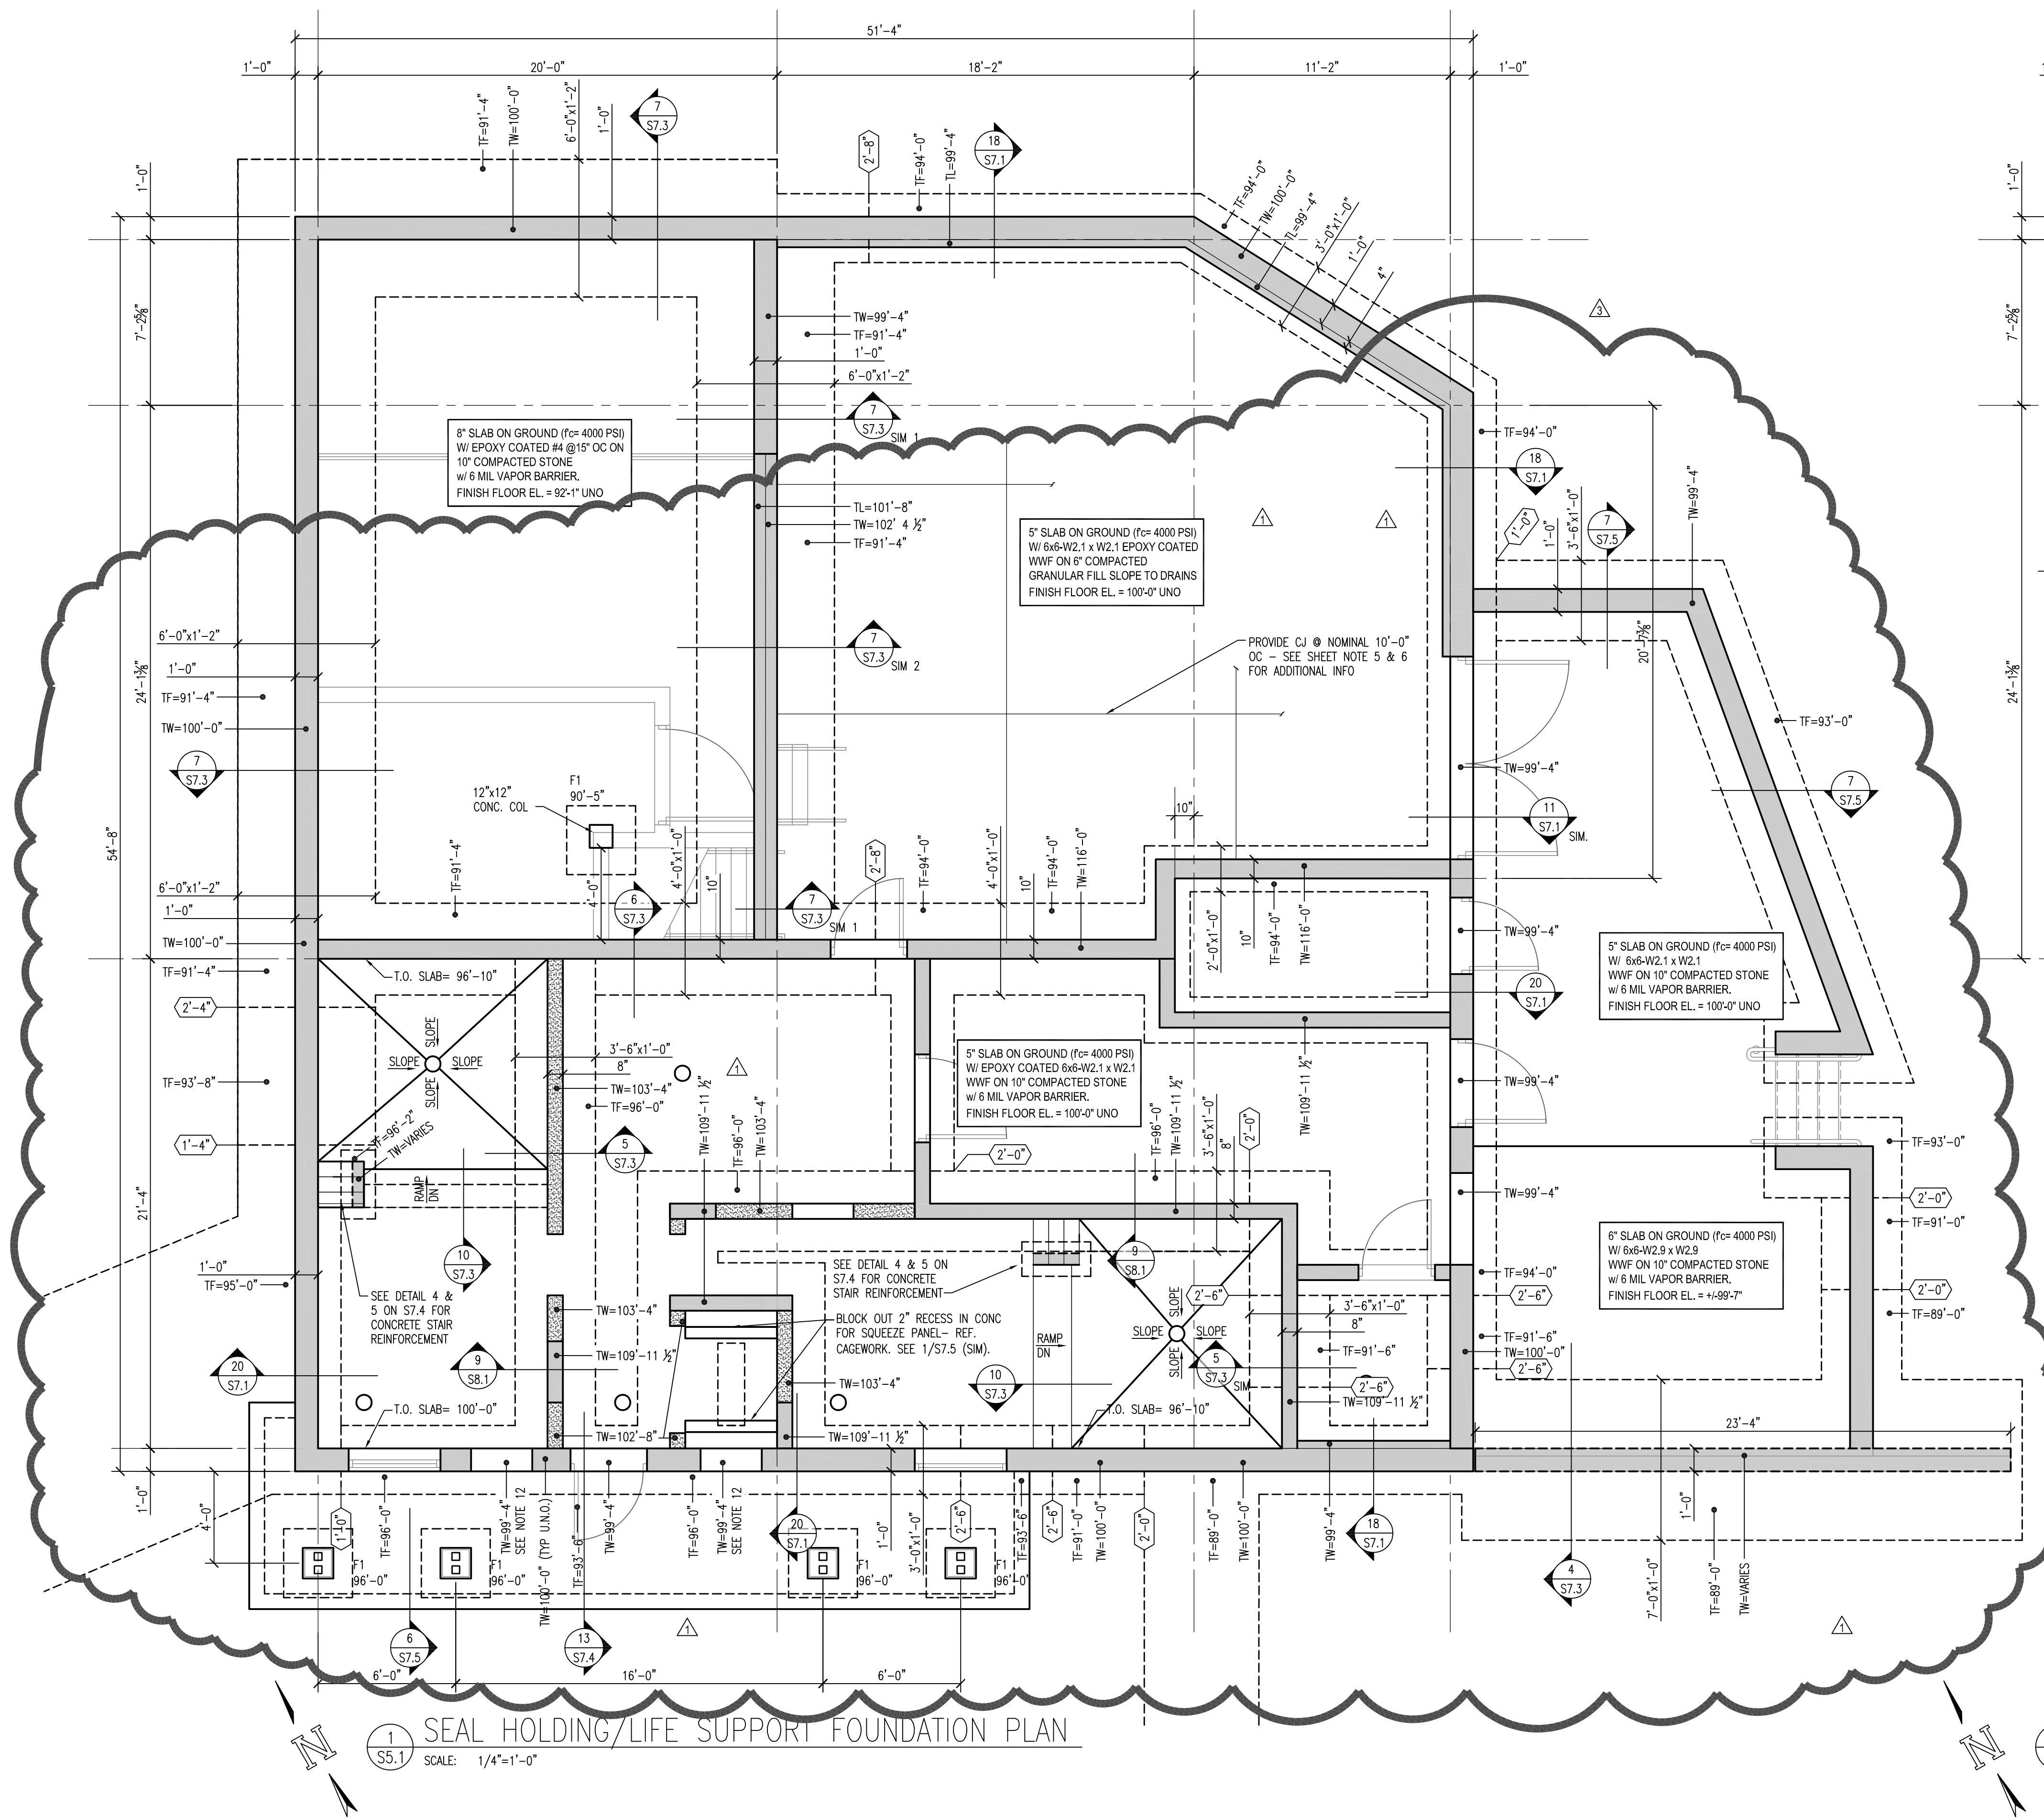 51'-4"
1'-0"
20'-0"
18'-2"
11'-2"
1'-0"
TF=91'-4"
TW=100'-0"
6'-0"x1'-2"
1'-0"
7
S7.3
2'-8"
TF=94'-0"
TL=99'-4"
18
S7.1
TF=94'-0"
TW=100'-0"
TL=99'-4"
3'-0"x1'-0"
1'-0"
4"
3
1'-0"
7'-2⅝"
24'-1⅜"
54'-8"
21'-4"
1'-0"
1'-0"
7'-2⅝"
24'-1⅜"
TW=99'-4"
TF=91'-4"
1'-0"
6'-0"x1'-2"
7
S7.3
SIM 1
8" SLAB ON GROUND (f'c= 4000 PSI)
W/ EPOXY COATED #4 @15" OC ON
10" COMPACTED STONE
w/ 6 MIL VAPOR BARRIER.
FINISH FLOOR EL. = 92'-1" UNO
TL=101'-8"
TW=102' 4 ½"
TF=91'-4"
5" SLAB ON GROUND (f'c= 4000 PSI)
W/ 6x6-W2.1 x W2.1 EPOXY COATED
WWF ON 6" COMPACTED
GRANULAR FILL SLOPE TO DRAINS
FINISH FLOOR EL. = 100'-0" UNO
1
1
TF=94'-0"
18
S7.1
1'-0"
1'-0"
3'-6"x1'-0"
7
S7.5
TW=99'-4"
20'-7⅜"
7
S7.3
SIM 2
PROVIDE CJ @ NOMINAL 10'-0"
OC - SEE SHEET NOTE 5 & 6
FOR ADDITIONAL INFO
6'-0"x1'-2"
1'-0"
TF=91'-4"
TW=100'-0"
7
S7.3
TF=93'-0"
TW=99'-4"
7
S7.5
11
S7.1
SIM.
12"x12"
CONC. COL
F1
90'-5"
10"
TF=91'-4"
4'-0"
4'-0"x1'-0"
10"
2'-8"
TF=94'-0"
4'-0"x1'-0"
10"
TF=94'-0"
TW=116'-0"
6
S7.3
7
S7.3
SIM 1
6'-0"x1'-2"
1'-0"
TW=100'-0"
TF=91'-4"
2'-4"
TF=93'-8"
1'-4"
2'-0"x1'-0"
10"
TF=94'-0"
TW=116'-0"
TW=99'-4"
20
S7.1
5" SLAB ON GROUND (f'c= 4000 PSI)
W/ 6x6-W2.1 x W2.1
WWF ON 10" COMPACTED STONE
w/ 6 MIL VAPOR BARRIER.
FINISH FLOOR EL. = 100'-0" UNO
T.O. SLAB= 96'-10"
SLOPE
SLOPE
SLOPE
SLOPE
3'-6"x1'-0"
8"
TW=103'-4"
TF=96'-0"
1
5" SLAB ON GROUND (f'c= 4000 PSI)
W/ EPOXY COATED 6x6-W2.1 x W2.1
WWF ON 10" COMPACTED STONE
w/ 6 MIL VAPOR BARRIER.
FINISH FLOOR EL. = 100'-0" UNO
TW=109'-11 ½"
TW=99'-4"
TF=96'-2"
TW=VARIES
5
S7.3
TW=109'-11 ½"
TF=96'-0"
TW=103'-4"
2'-0"
TF=96'-0"
TW=109'-11 ½"
3'-6"x1'-0"
8"
2'-0"
TF=93'-0"
2'-0"
TF=91'-0"
TW=99'-4"
RAMP
DN
10
S7.3
1'-0"
TF=95'-0"
SEE DETAIL 4 &
5 ON S7.4 FOR
CONCRETE STAIR
REINFORCEMENT
SEE DETAIL 4 & 5 ON
S7.4 FOR CONCRETE
STAIR REINFORCEMENT
9
S8.1
BLOCK OUT 2" RECESS IN CONC
FOR SQUEEZE PANEL- REF.
CAGEWORK. SEE 1/S7.5 (SIM).
TW=103'-4"
TW=109'-11 ½"
TW=103'-4"
TW=102'-8"
TW=109'-11 ½"
20
S7.1
9
S8.1
10
S7.3
RAMP
DN
SLOPE
SLOPE
SLOPE
SLOPE
5
S7.3
SIM
2'-6"
3'-6"x1'-0"
8"
TF=91'-6"
2'-6"
TW=109'-11 ½"
TF=94'-0"
2'-6"
TF=91'-6"
TW=100'-0"
2'-6"
6" SLAB ON GROUND (f'c= 4000 PSI)
W/ 6x6-W2.9 x W2.9
WWF ON 10" COMPACTED STONE
w/ 6 MIL VAPOR BARRIER.
FINISH FLOOR EL. = +/-99'-7"
2'-0"
TF=89'-0"
T.O. SLAB= 100'-0"
T.O. SLAB= 96'-10"
23'-4"
4'-0"
1'-0"
TF=96'-0"
TW=99'-4"
SEE NOTE 12
TW=100'-0" (TYP U.N.O.)
TF=93'-6"
TW=99'-4"
TF=96'-0"
TW=99'-4"
SEE NOTE 12
20
S7.1
1'-0"
3'-0"x1'-0"
2'-6"
TF=93'-6"
2'-6"
TF=91'-0"
TW=100'-0"
2'-0"
TF=89'-0"
TW=100'-0"
TW=99'-4"
18
S7.1
4
S7.3
7'-0"x1'-0"
1'-0"
TF=89'-0"
TW=VARIES
F1
96'-0"
F1
96'-0"
F1
96'-0"
F1
96'-0"
6
S7.5
13
S7.4
1
1
6'-0"
16'-0"
6'-0"
N
1
S5.1
SEAL HOLDING/LIFE SUPPORT FOUNDATION PLAN
SCALE: 1/4"=1'-0"
N